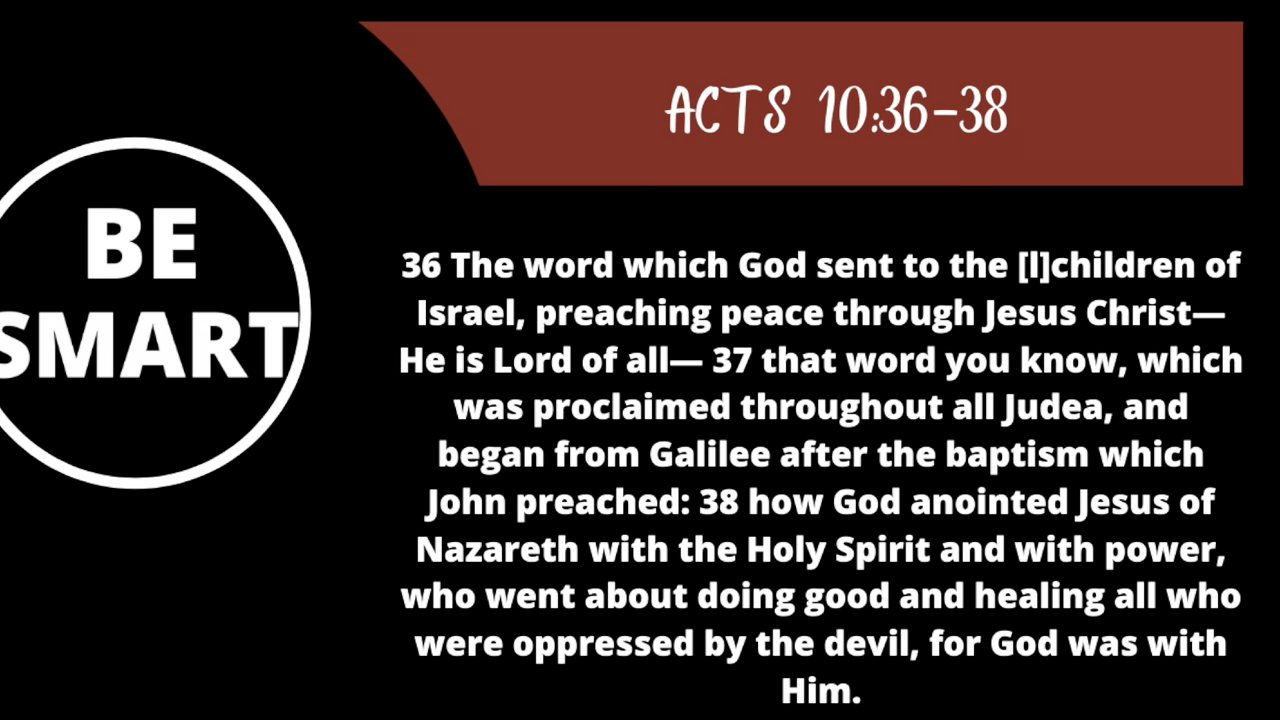 ACTS 10:36-38
BE
SMART
36 The word which God sent to the [l]children of
Israel, preaching peace through Jesus Christ—
He is Lord of all— 37 that word you know, which
was proclaimed throughout all Judea, and
began from Galilee after the baptism which
John preached: 38 how God anointed Jesus of
Nazareth with the Holy Spirit and with power,
who went about doing good and healing all who
were oppressed by the devil, for God was with
Him.